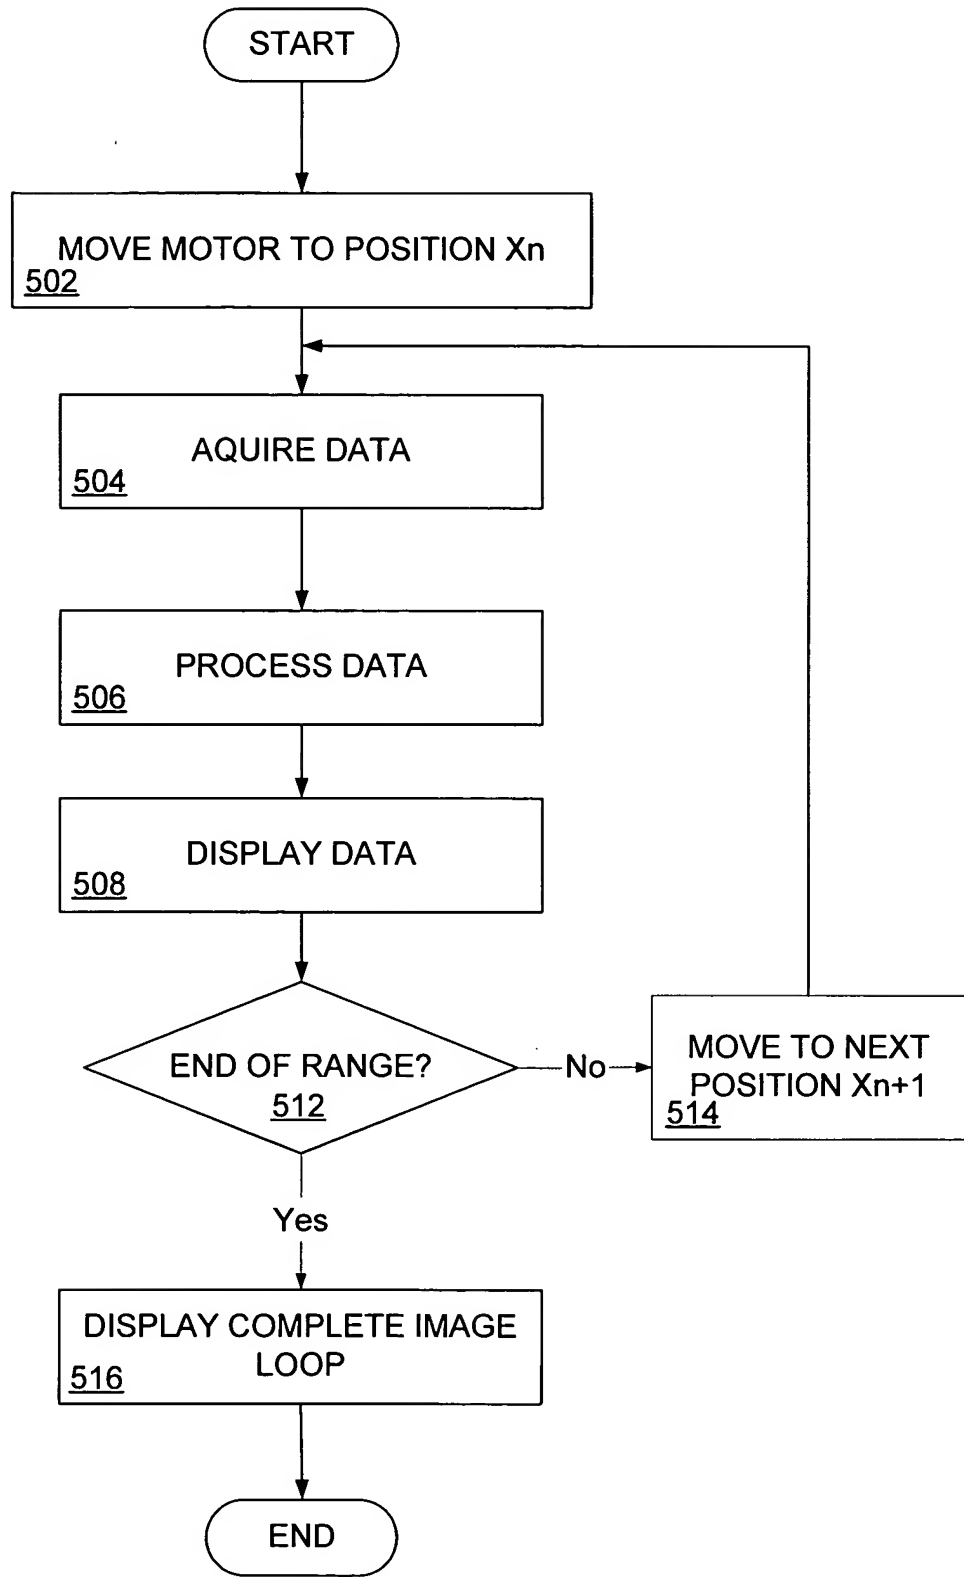 START
MOVE MOTOR TO POSITION Xn
502
AQUIRE DATA
504
PROCESS DATA
506
DISPLAY DATA
508
END OF RANGE?
512
No
MOVE TO NEXT
POSITION Xn+1
514
Yes
DISPLAY COMPLETE IMAGE
LOOP
516
END